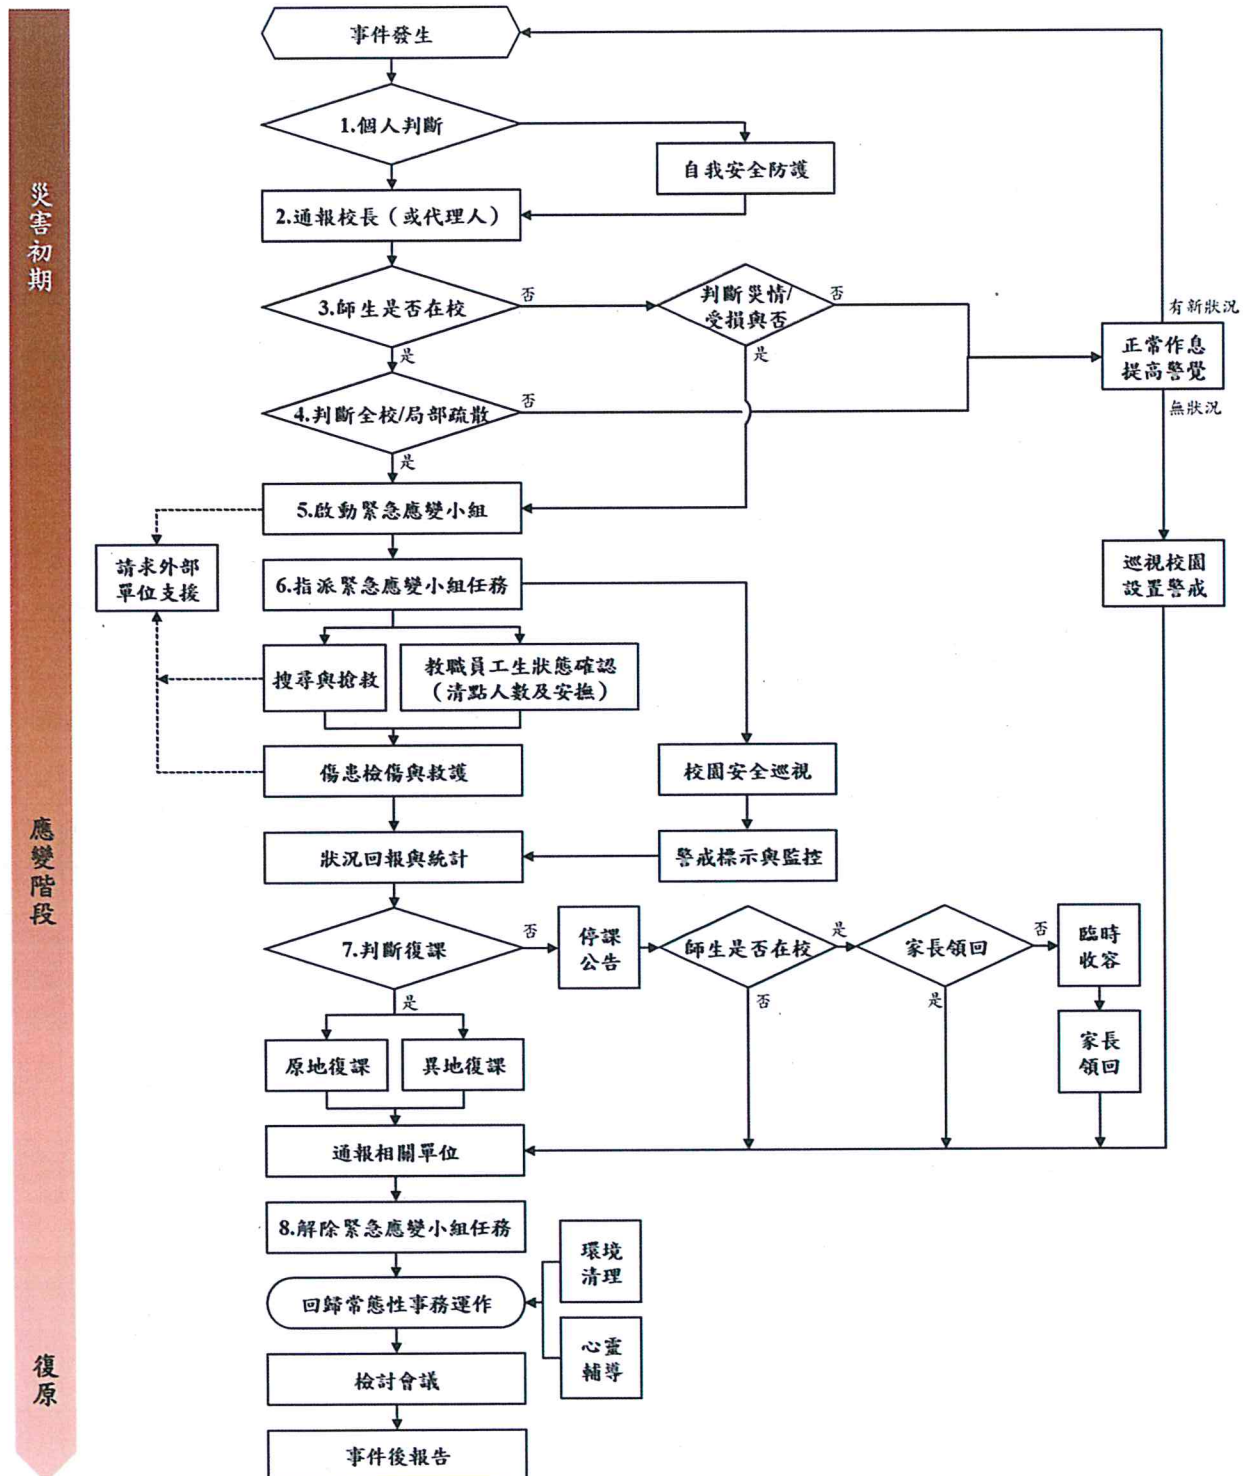 災害初期
應變階段
復原
事件發生
1.個人判斷
自我安全防護
2.通報校長（或代理人）
3.師生是否在校
否
判斷災情/
受損與否
否
有新狀況
正常作息
提高警覺
無狀況
是
是
4.判斷全校/局部疏散
否
是
5.啟動緊急應變小組
請求外部
單位支援
6.指派緊急應變小組任務
巡視校園
設置警戒
搜尋與搶救
教職員工生狀態確認
（清點人數及安撫）
傷患檢傷與救護
校園安全巡視
狀況回報與統計
警戒標示與監控
7.判斷復課
否
停課
公告
師生是否在校
是
家長領回
否
臨時
收容
是
否
是
原地復課
異地復課
家長
領回
通報相關單位
8.解除緊急應變小組任務
環境
清理
回歸常態性事務運作
心靈
輔導
檢討會議
事件後報告